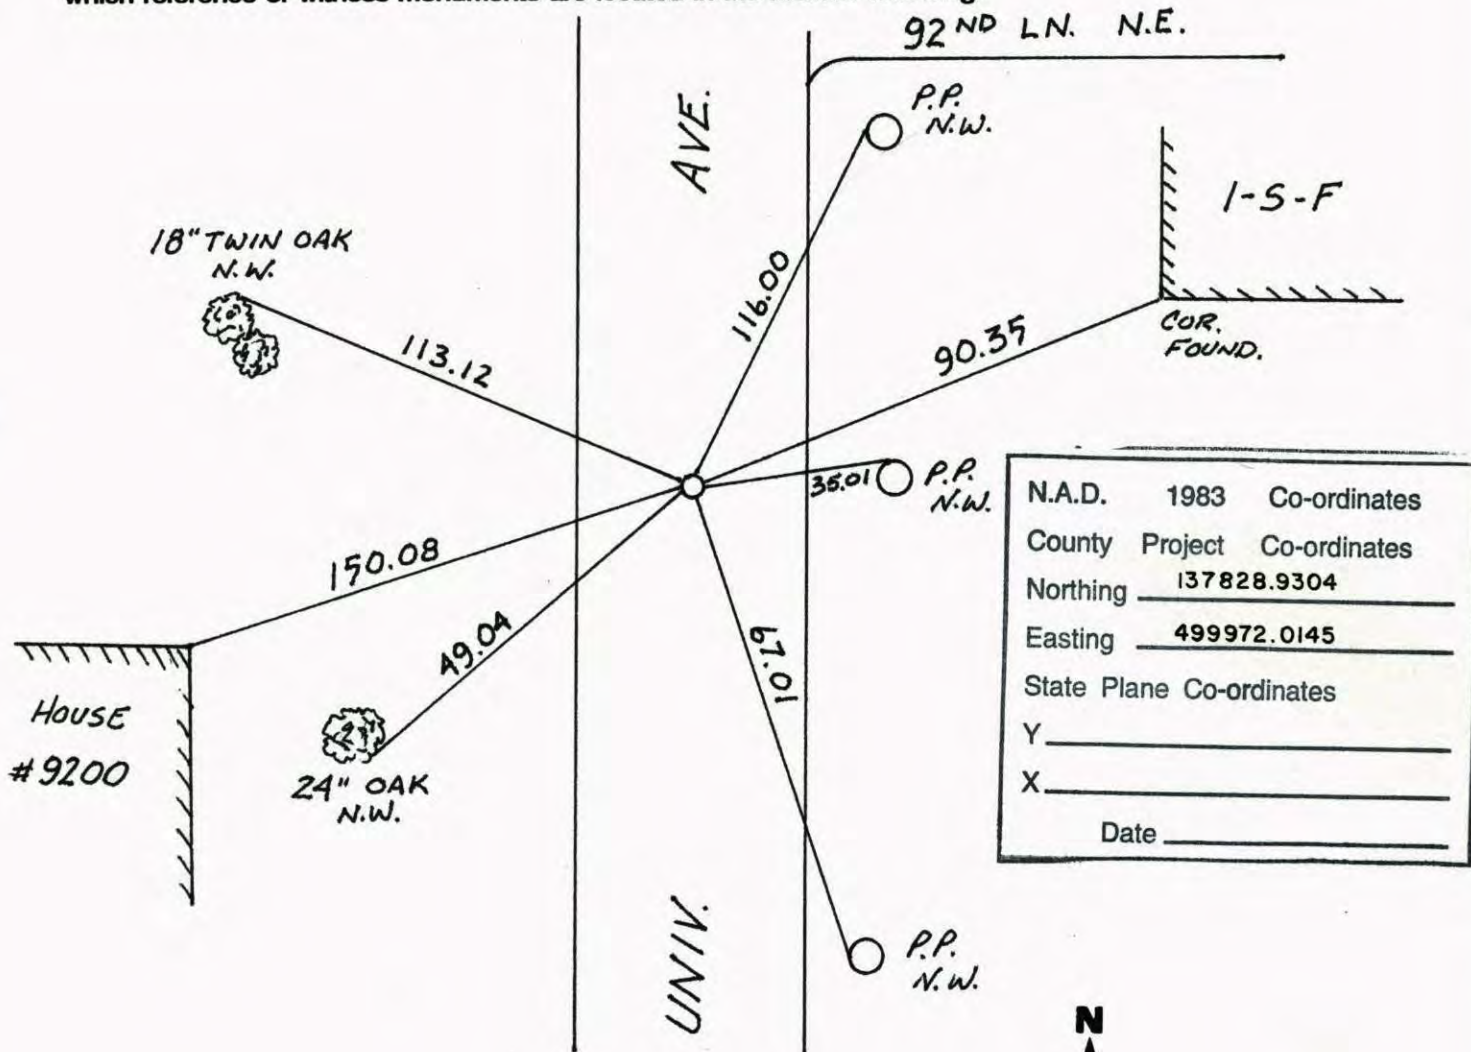 92ND LN. N.E.
AVE.
P.P.
N.W.
1-S-F
18" TWIN OAK
N.W.
116.00
113.12
90.35
COR.
FOUND.
35.01
P.P.
N.W.
N.A.D. 1983 Co-ordinates
County Project Co-ordinates
Northing 137828.9304
Easting 499972.0145
State Plane Co-ordinates
Y
X
Date
150.08
49.04
67.01
HOUSE
#9200
24" OAK
N.W.
UNIV.
P.P.
N.W.
N